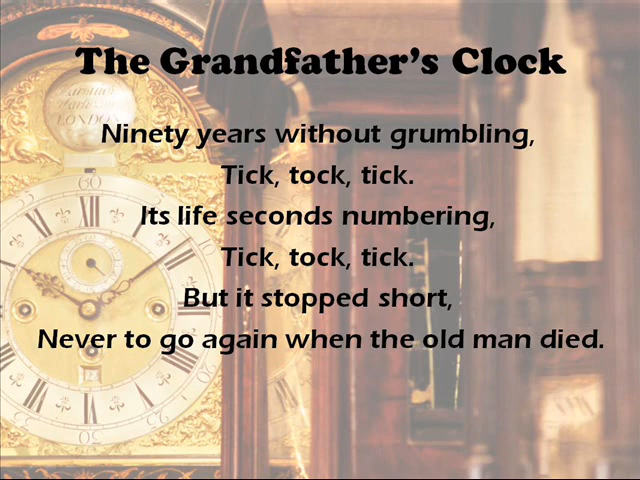 The Grandfather's Clock
Ninety years without grumbling,
Tick, tock, tick.
Its life seconds numbering,
Tick, tock, tick.
But it stopped short,
Never to go again when the old man died.
LONDON
60